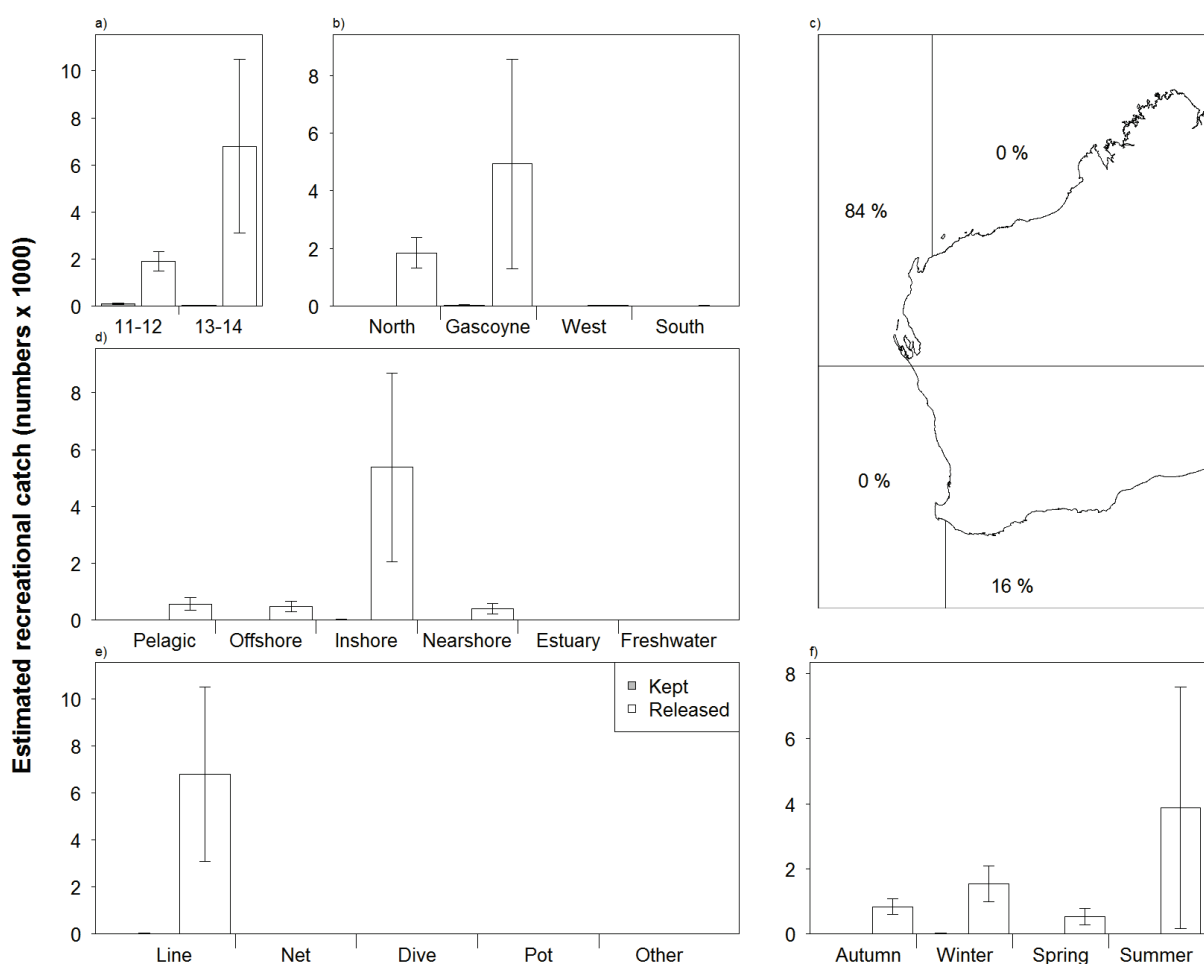 Estimated recreational catch (numbers x 1000)
a)
10
8
6
4
2
0
11-12
13-14
b)
8
6
4
2
0
North
Gascoyne
West
South
c)
0 %
84 %
0 %
16 %
d)
8
6
4
2
0
Pelagic
Offshore
Inshore
Nearshore
Estuary
Freshwater
e)
10
8
6
4
2
0
Kept
Released
Line
Net
Dive
Pot
Other
f)
8
6
4
2
0
Autumn
Winter
Spring
Summer